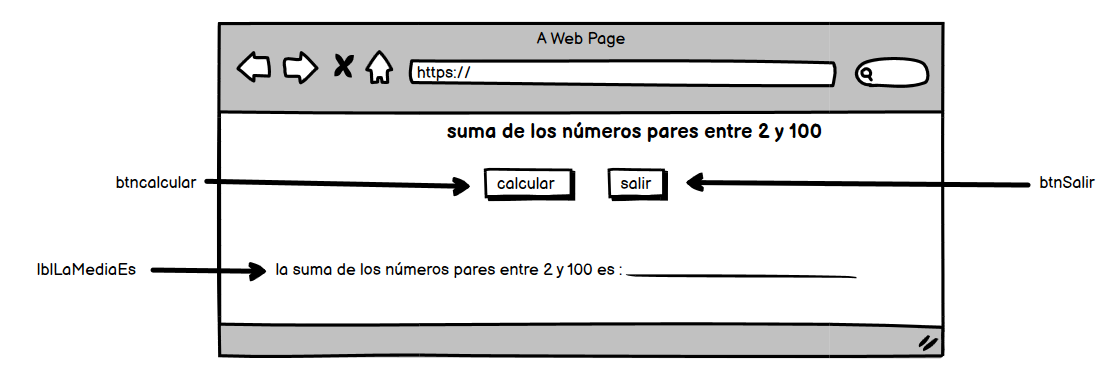 A Web Page
https://
suma de los números pares entre 2 y 100
btncalcular
calcular
salir
btnSalir
lblLaMediaEs
la suma de los números pares entre 2 y 100 es :